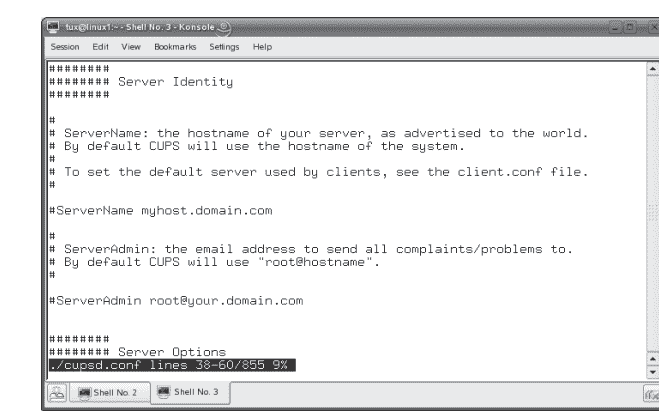 tux@linux1:~ - Shell No. 3 - Konsole
Session Edit View Bookmarks Settings Help
########
######## Server Identity
########
#
# ServerName: the hostname of your server, as advertised to the world.
# By default CUPS will use the hostname of the system.
#
# To set the default server used by clients, see the client.conf file.
#
#ServerName myhost.domain.com
#
# ServerAdmin: the email address to send all complaints/problems to.
# By default CUPS will use "root@hostname".
#
#ServerAdmin root@your.domain.com
########
######## Server Options
./cupsd.conf lines 38-60/855 9%
Shell No. 2 Shell No. 3